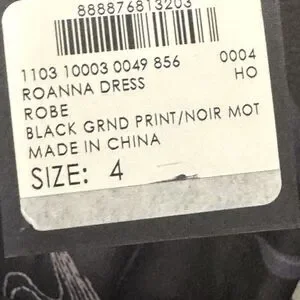 888876813203
1103 10003 0049 856 0004
ROANNA DRESS HO
ROBE
BLACK GRND PRINT/NOIR MOT
MADE IN CHINA
SIZE: 4